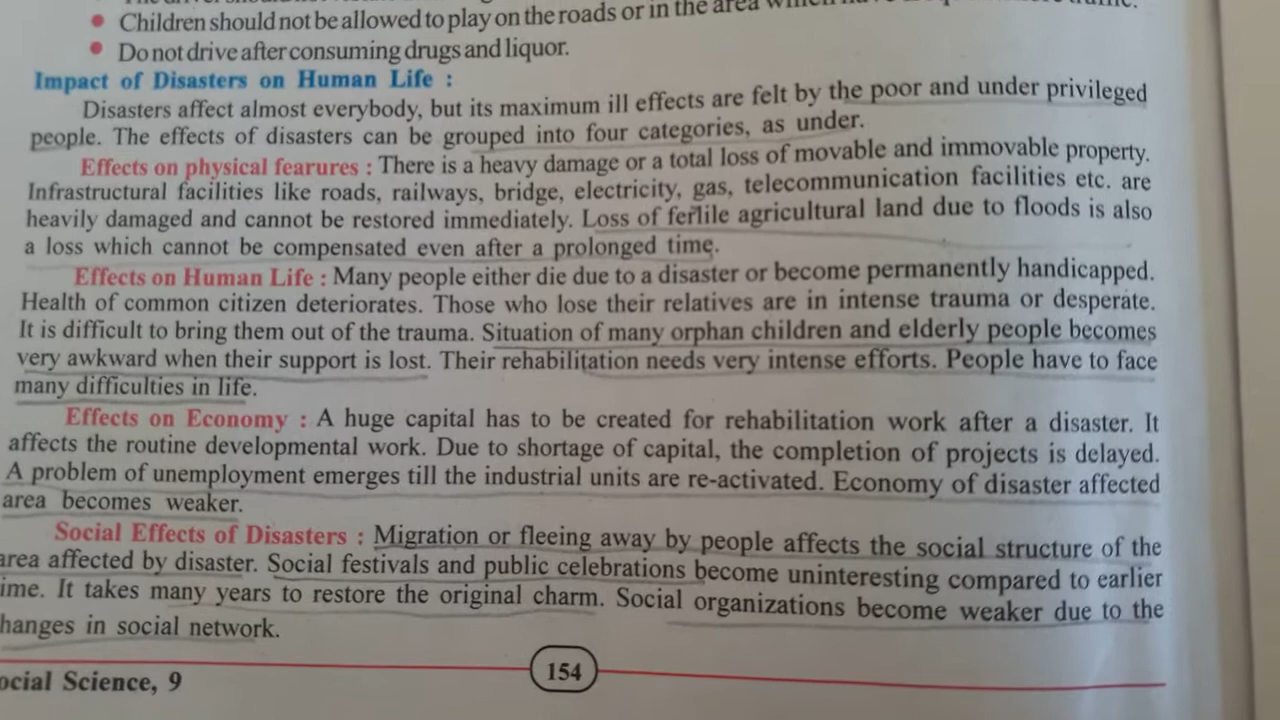 • Children should not be allowed to play on the roads or in the area which have
• Do not drive after consuming drugs and liquor.
Impact of Disasters on Human Life :
Disasters affect almost everybody, but its maximum ill effects are felt by the poor and under privileged
people. The effects of disasters can be grouped into four categories, as under.
Effects on physical fearures : There is a heavy damage or a total loss of movable and immovable property.
Infrastructural facilities like roads, railways, bridge, electricity, gas, telecommunication facilities etc. are
heavily damaged and cannot be restored immediately. Loss of ferlile agricultural land due to floods is also
a loss which cannot be compensated even after a prolonged time.
Effects on Human Life : Many people either die due to a disaster or become permanently handicapped.
Health of common citizen deteriorates. Those who lose their relatives are in intense trauma or desperate.
It is difficult to bring them out of the trauma. Situation of many orphan children and elderly people becomes
very awkward when their support is lost. Their rehabilitation needs very intense efforts. People have to face
many difficulties in life.
Effects on Economy : A huge capital has to be created for rehabilitation work after a disaster. It
affects the routine developmental work. Due to shortage of capital, the completion of projects is delayed.
A problem of unemployment emerges till the industrial units are re-activated. Economy of disaster affected
area becomes weaker.
Social Effects of Disasters : Migration or fleeing away by people affects the social structure of the
area affected by disaster. Social festivals and public celebrations become uninteresting compared to earlier
ime. It takes many years to restore the original charm. Social organizations become weaker due to the
hanges in social network.
154
ocial Science, 9